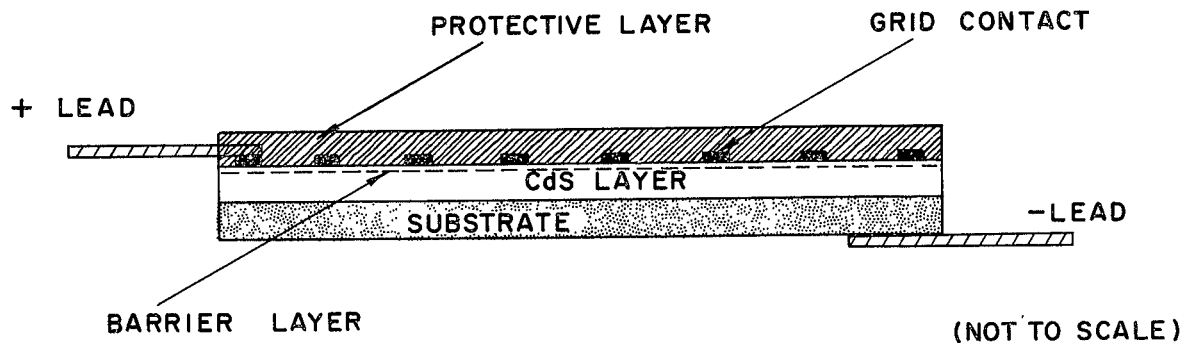 PROTECTIVE LAYER
GRID CONTACT
+ LEAD
CdS LAYER
SUBSTRATE
-LEAD
BARRIER LAYER
(NOT TO SCALE)